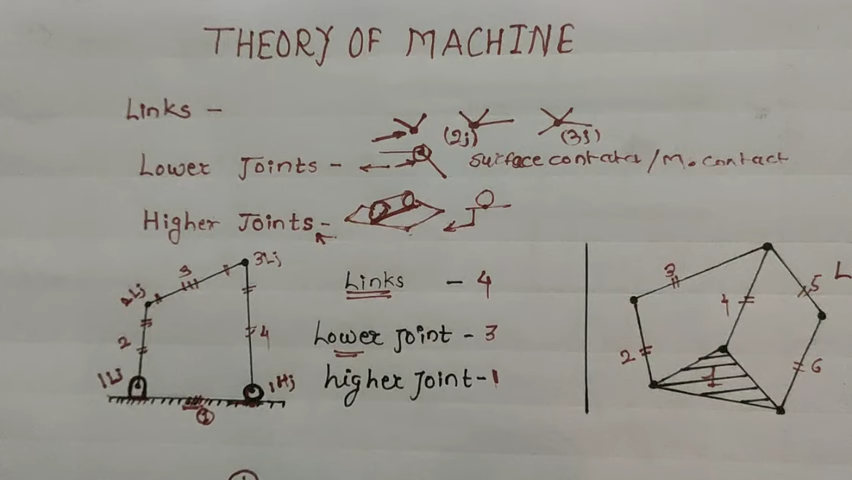 THEORY OF MACHINE
Links -
(2j) (3j)
Lower Joints - surface contates / M. contact
Higher Joints -
Links - 4
Lower Joint - 3
higher Joint - 1
3 3Lj
2Lj
2 4
1Lj 1Hj
1
3 4 5 L
2 1 6